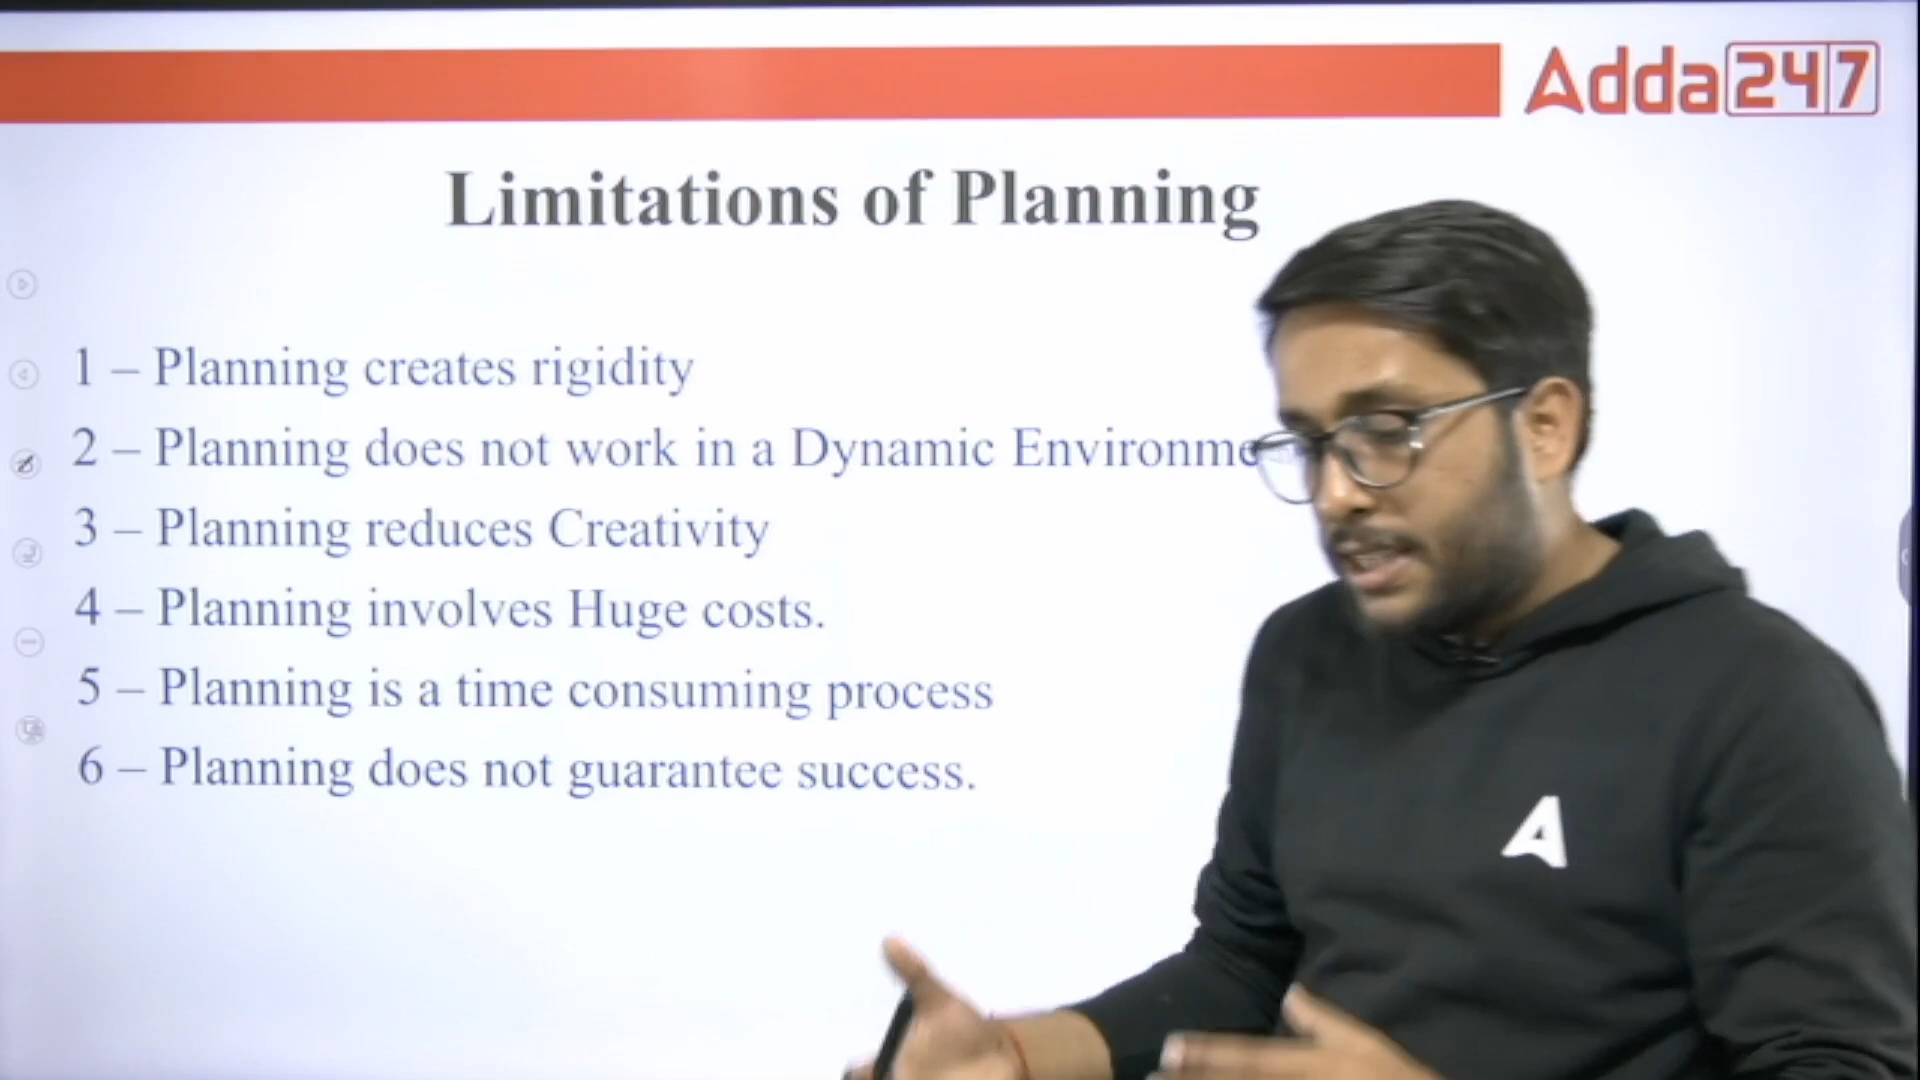 Adda247
Limitations of Planning
1 – Planning creates rigidity
2 – Planning does not work in a Dynamic
3 – Planning reduces Creativity
4 – Planning involves Huge costs.
5 – Planning is a time consuming process
6 – Planning does not guarantee success.
A